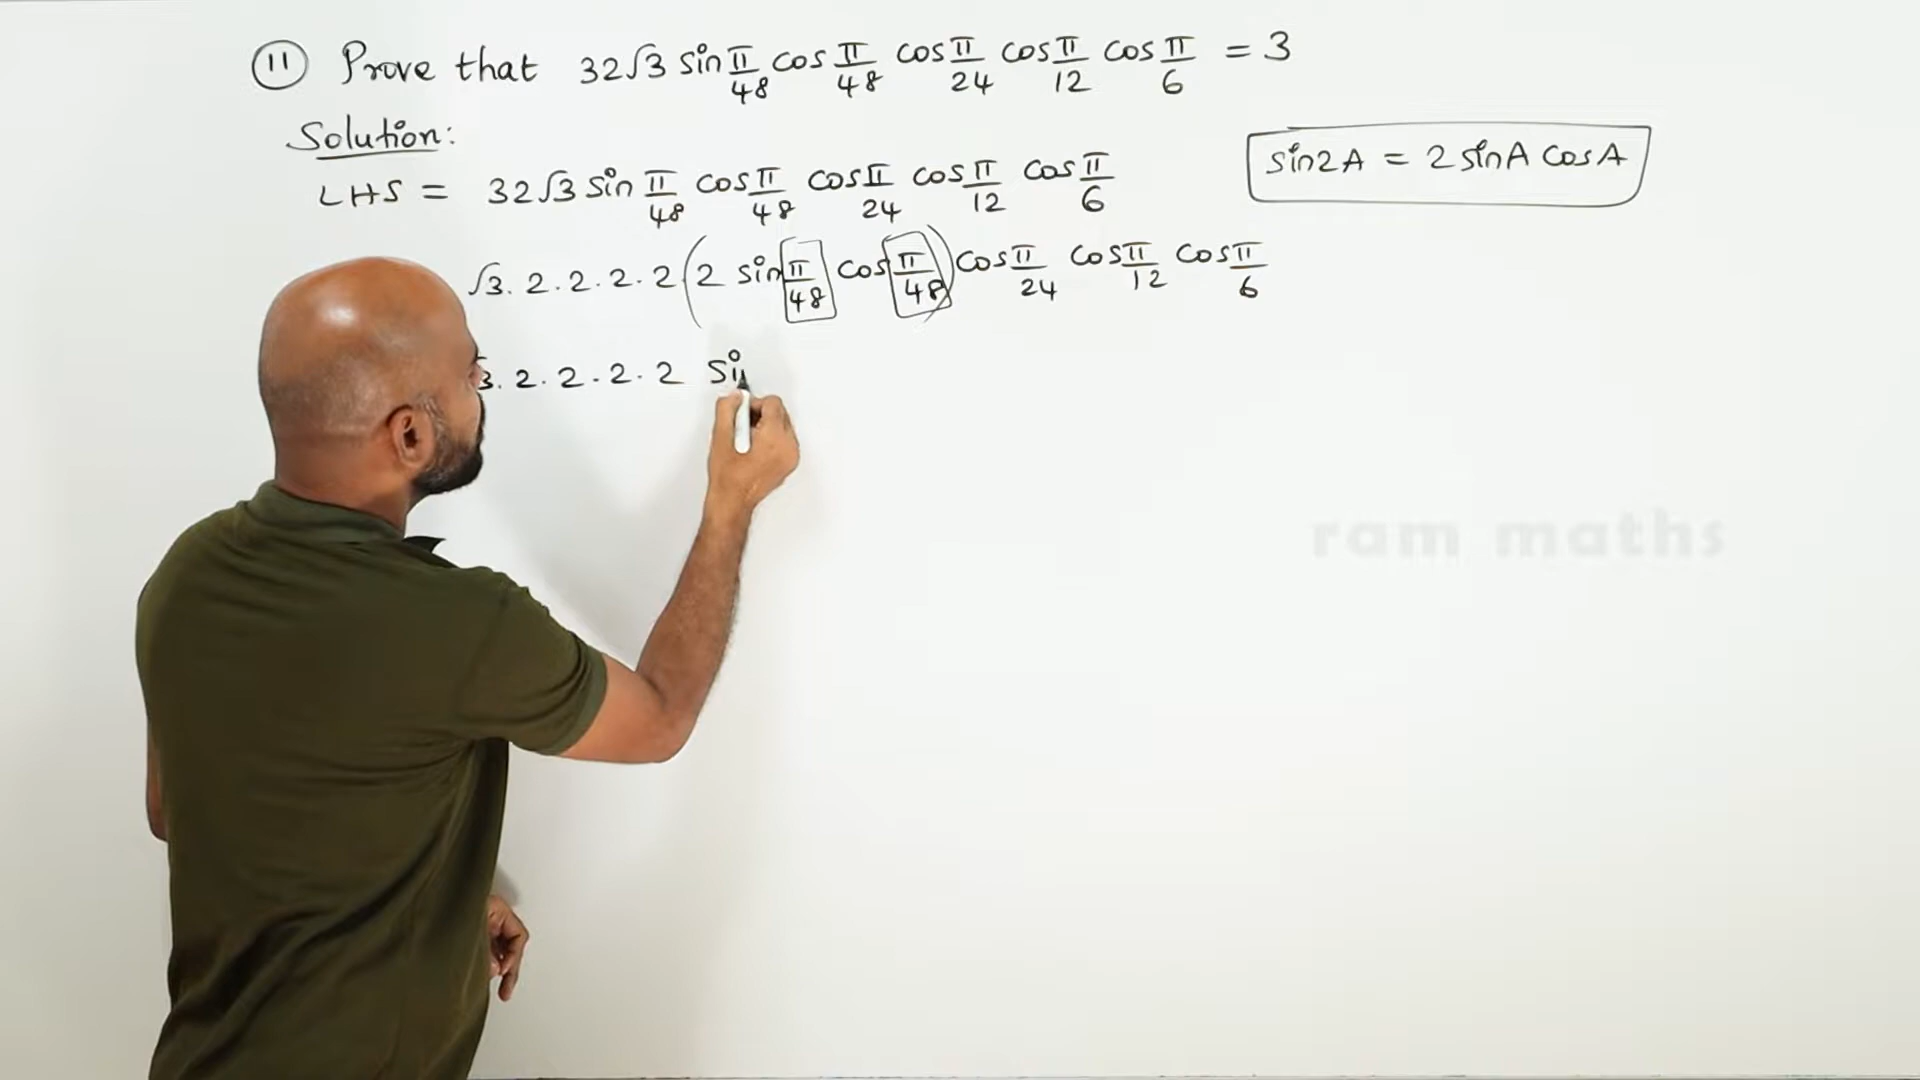 11 Prove that 32√3 sin π/48 cos π/48 cos π/24 cos π/12 cos π/6 = 3
Solution:
LHS = 32√3 sin π/48 cos π/48 cos π/24 cos π/12 cos π/6
sin2A = 2 sinA cosA
√3. 2. 2. 2. 2 (2 sin π/48 cos π/48) cos π/24 cos π/12 cos π/6
3. 2. 2. 2. 2 Si
ram maths